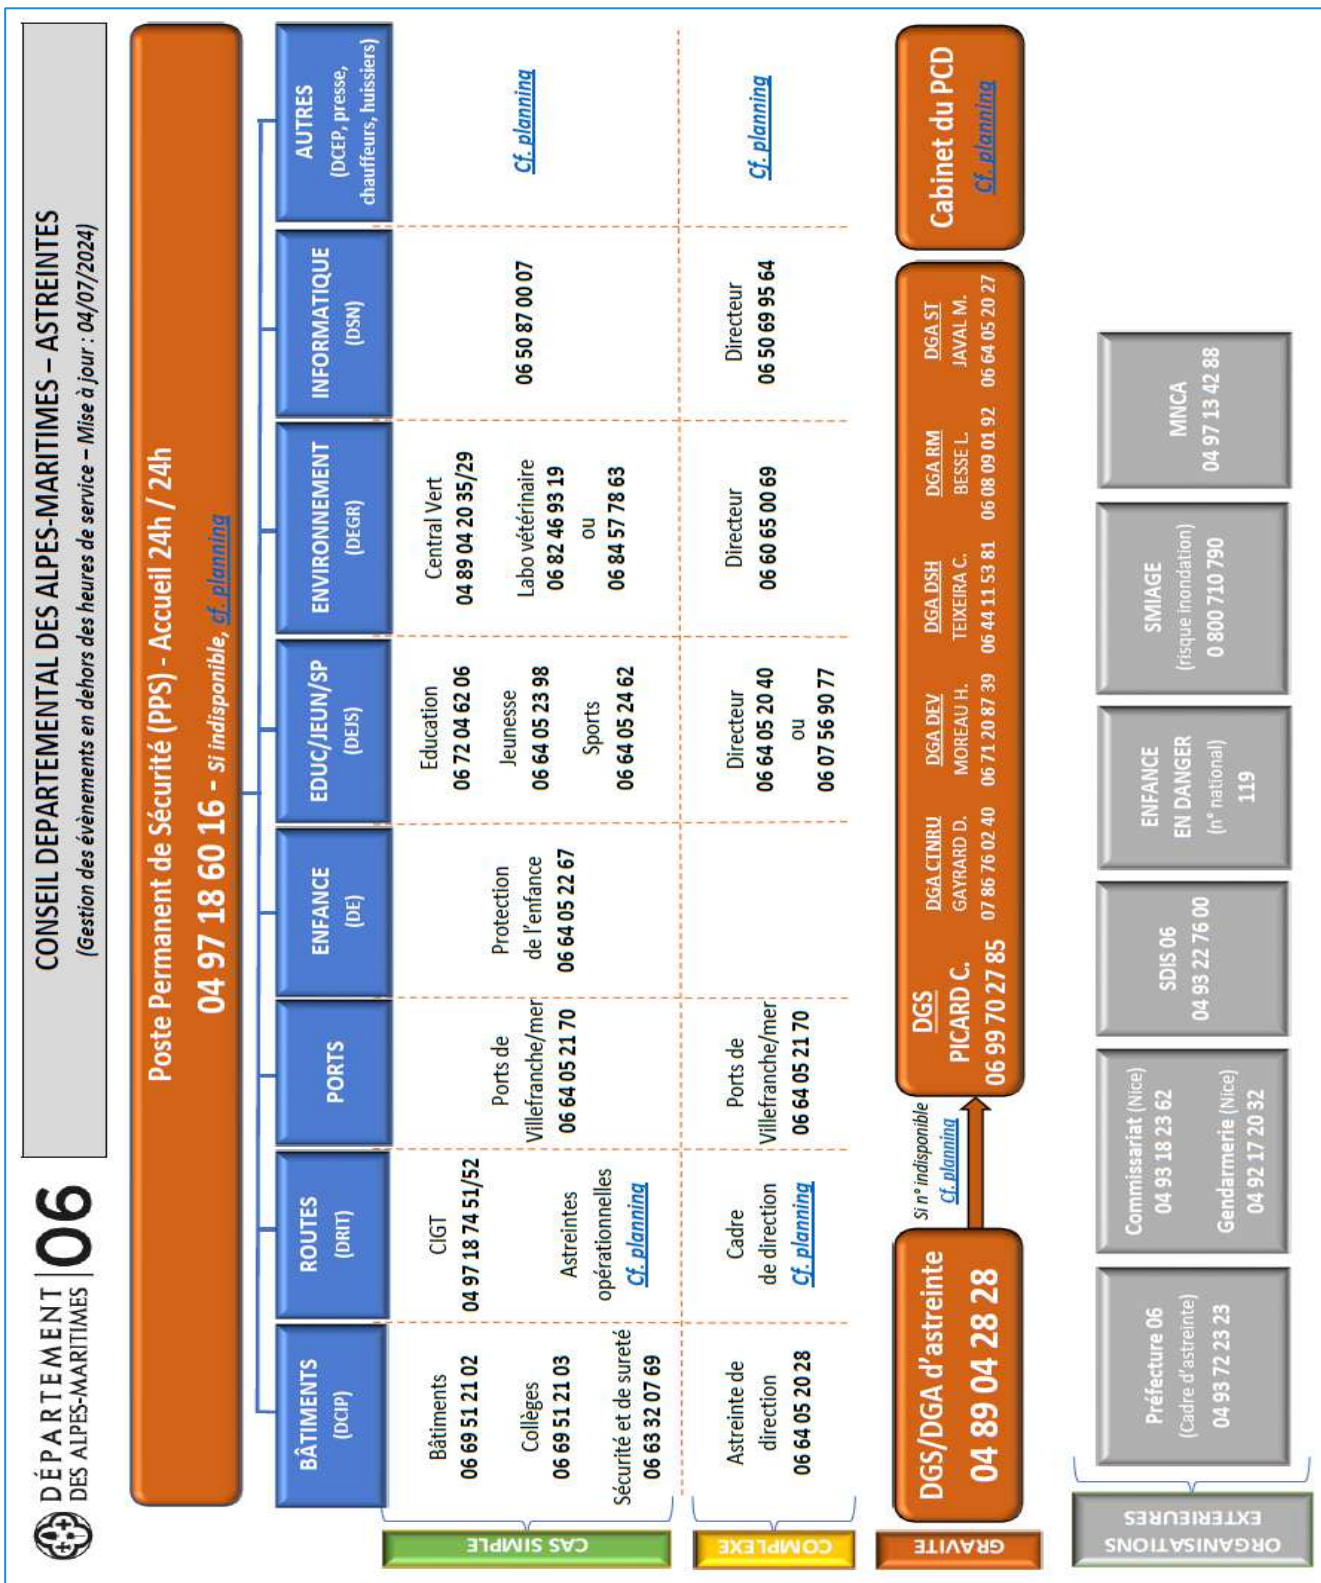 DÉPARTEMENT
DES ALPES-MARITIMES
06
CONSEIL DEPARTEMENTAL DES ALPES-MARITIMES – ASTREINTES
(Gestion des évènements en dehors des heures de service – Mise à jour : 04/07/2024)
Poste Permanent de Sécurité (PPS) - Accueil 24h / 24h
04 97 18 60 16 - Si indisponible, cf. planning
BÂTIMENTS
(DCIP)
ROUTES
(DRIT)
PORTS
ENFANCE
(DE)
EDUC/JEUN/SP
(DEJS)
ENVIRONNEMENT
(DEGR)
INFORMATIQUE
(DSN)
AUTRES
(DCEP, presse,
chauffeurs, huissiers)
CAS SIMPLE
Bâtiments
06 69 51 21 02
Collèges
06 69 51 21 03
Sécurité et de sureté
06 63 32 07 69
CIGT
04 97 18 74 51/52
Astreintes
opérationnelles
Cf. planning
Ports de
Villefranche/mer
06 64 05 21 70
Protection
de l'enfance
06 64 05 22 67
Education
06 72 04 62 06
Jeunesse
06 64 05 23 98
Sports
06 64 05 24 62
Central Vert
04 89 04 20 35/29
Labo vétérinaire
06 82 46 93 19
ou
06 84 57 78 63
06 50 87 00 07
Cf. planning
COMPLEXE
Astreinte de
direction
06 64 05 20 28
Cadre
de direction
Cf. planning
Ports de
Villefranche/mer
06 64 05 21 70
Directeur
06 64 05 20 40
ou
06 07 56 90 77
Directeur
06 60 65 00 69
Directeur
06 50 69 95 64
Cf. planning
GRAVITE
DGS/DGA d'astreinte
04 89 04 28 28
Si n° indisponible
Cf. planning
DGS
PICARD C.
06 99 70 27 85
DGA CTNRU
GAYRARD D.
07 86 76 02 40
DGA DEV
MOREAU H.
06 71 20 87 39
DGA DSH
TEIXEIRA C.
06 44 11 53 81
DGA RM
BESSE L.
06 08 09 01 92
DGA ST
JAVAL M.
06 64 05 20 27
Cabinet du PCD
Cf. planning
ORGANISATIONS
EXTERIEURES
Préfecture 06
(Cadre d'astreinte)
04 93 72 23 23
Commissariat (Nice)
04 93 18 23 62
Gendarmerie (Nice)
04 92 17 20 32
SDIS 06
04 93 22 76 00
ENFANCE
EN DANGER
(n° national)
119
SMIAGE
(risque inondation)
0 800 710 790
MNCA
04 97 13 42 88